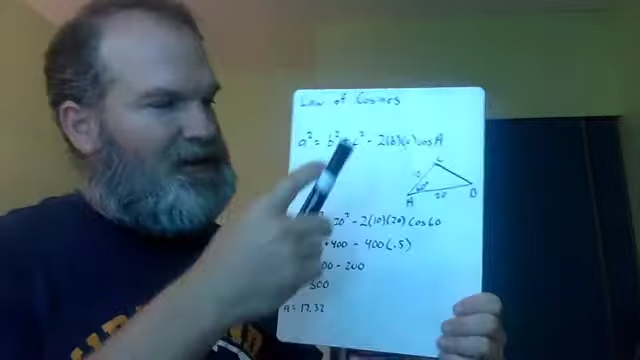 Law of Cosines
a² = b² + c² - 2(b)(c) cos A
C
10
60°
A
20
B
20² - 2(10)(20) cos 60
+ 400 - 400(.5)
00 - 200
300
a = 17.32